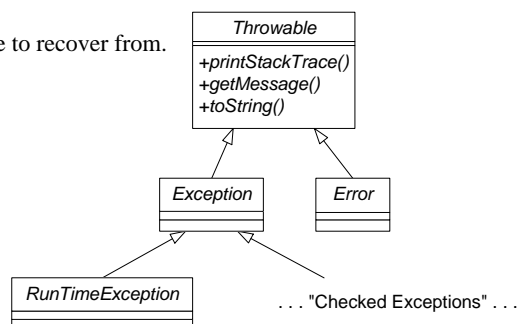 Throwable
e to recover from.
+printStackTrace()
+getMessage()
+toString()
Exception
Error
RunTimeException
. . . "Checked Exceptions" . . .